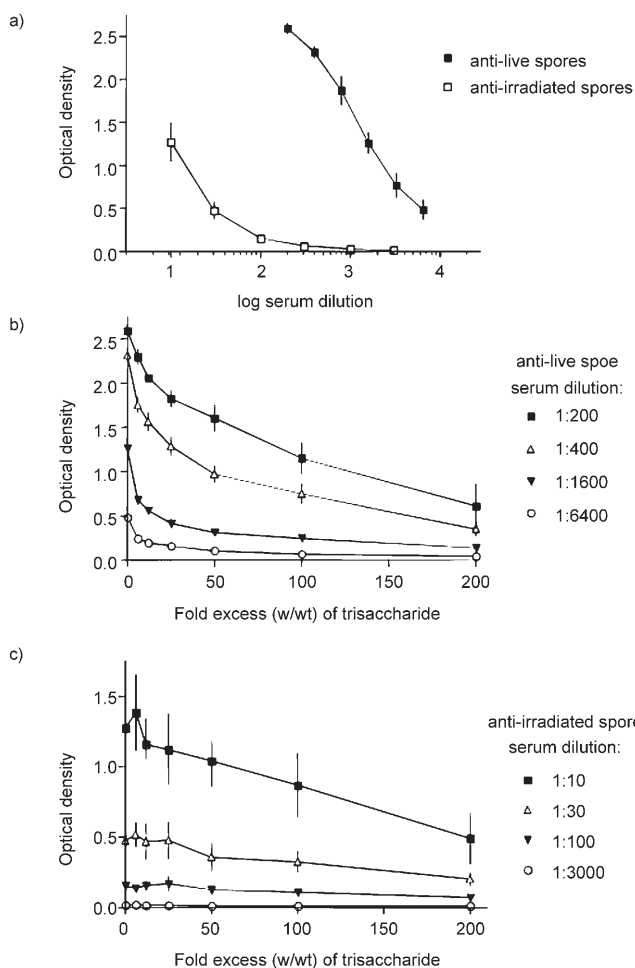 a)
2.5
2.0
1.5
1.0
0.5
0.0
Optical density
1 2 3 4
log serum dilution
anti-live spores
anti-irradiated spores
b)
2.5
2.0
1.5
1.0
0.5
0.0
Optical density
0 50 100 150 200
Fold excess (w/wt) of trisaccharide
anti-live spoe
serum dilution:
1:200
1:400
1:1600
1:6400
c)
1.5
1.0
0.5
0.0
Optical density
0 50 100 150 200
Fold excess (w/wt) of trisaccharide
anti-irradiated spore
serum dilution:
1:10
1:30
1:100
1:3000